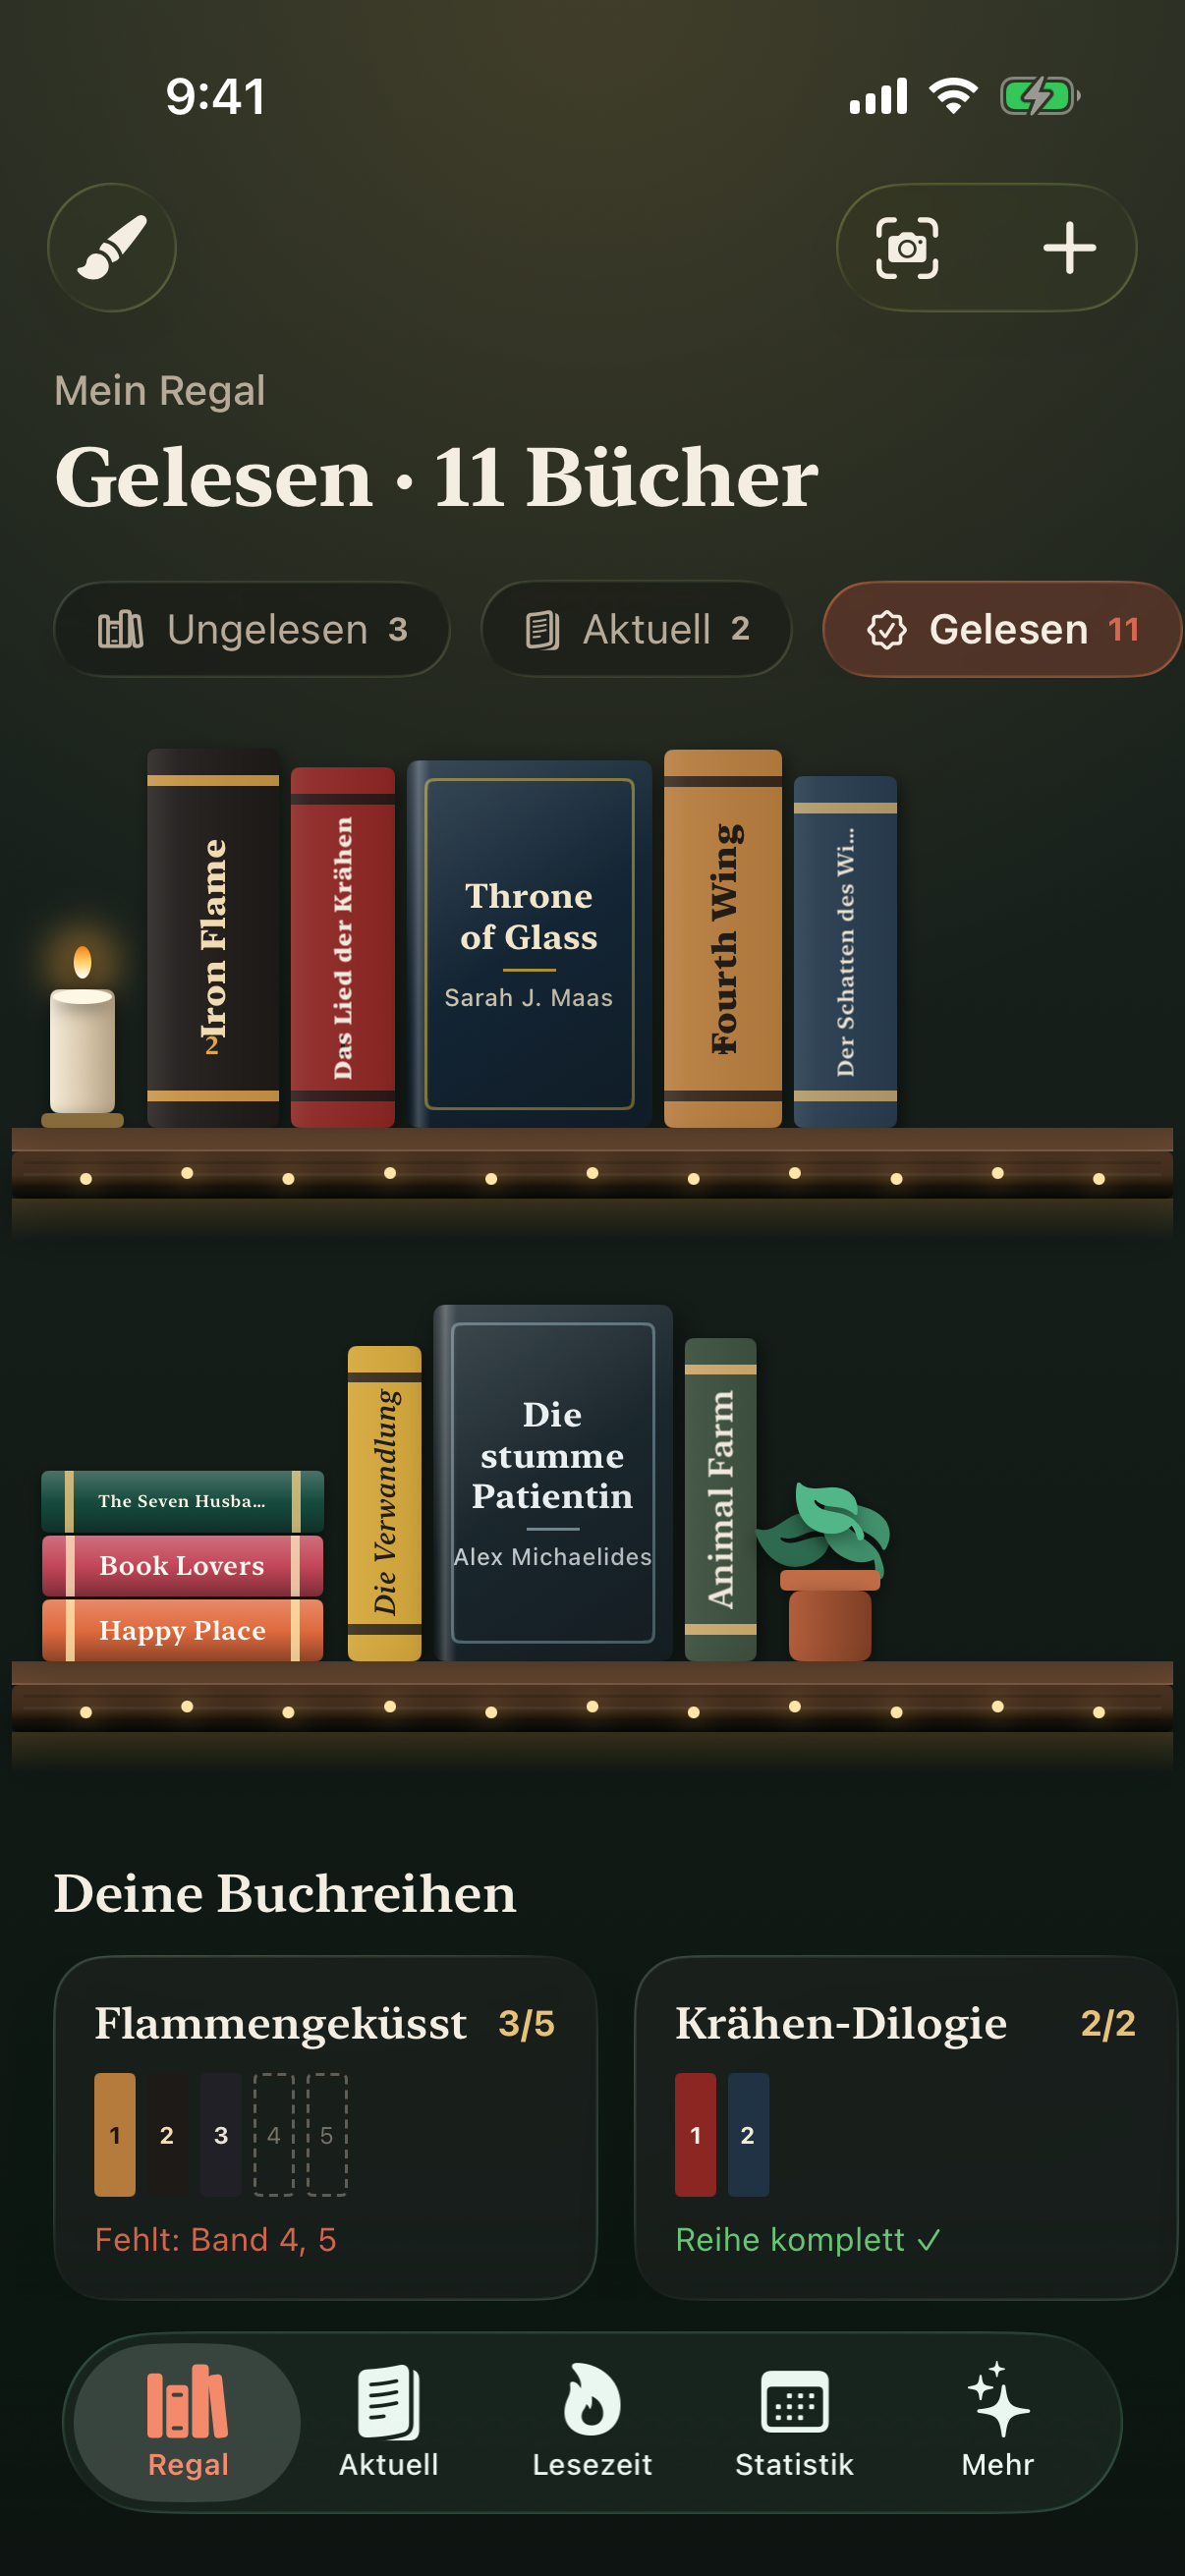 9:41
Mein Regal
Gelesen · 11 Bücher
Ungelesen 3
Aktuell 2
Gelesen 11
Iron Flame
2
Das Lied der Krähen
Throne
of Glass
Sarah J. Maas
Fourth Wing
Der Schatten des Wi...
The Seven Husba...
Book Lovers
Happy Place
Die Verwandlung
Die
stumme
Patientin
Alex Michaelides
Animal Farm
Deine Buchreihen
Flammengeküsst 3/5
1 2 3 4 5
Fehlt: Band 4, 5
Krähen-Dilogie 2/2
1 2
Reihe komplett ✓
Regal
Aktuell
Lesezeit
Statistik
Mehr